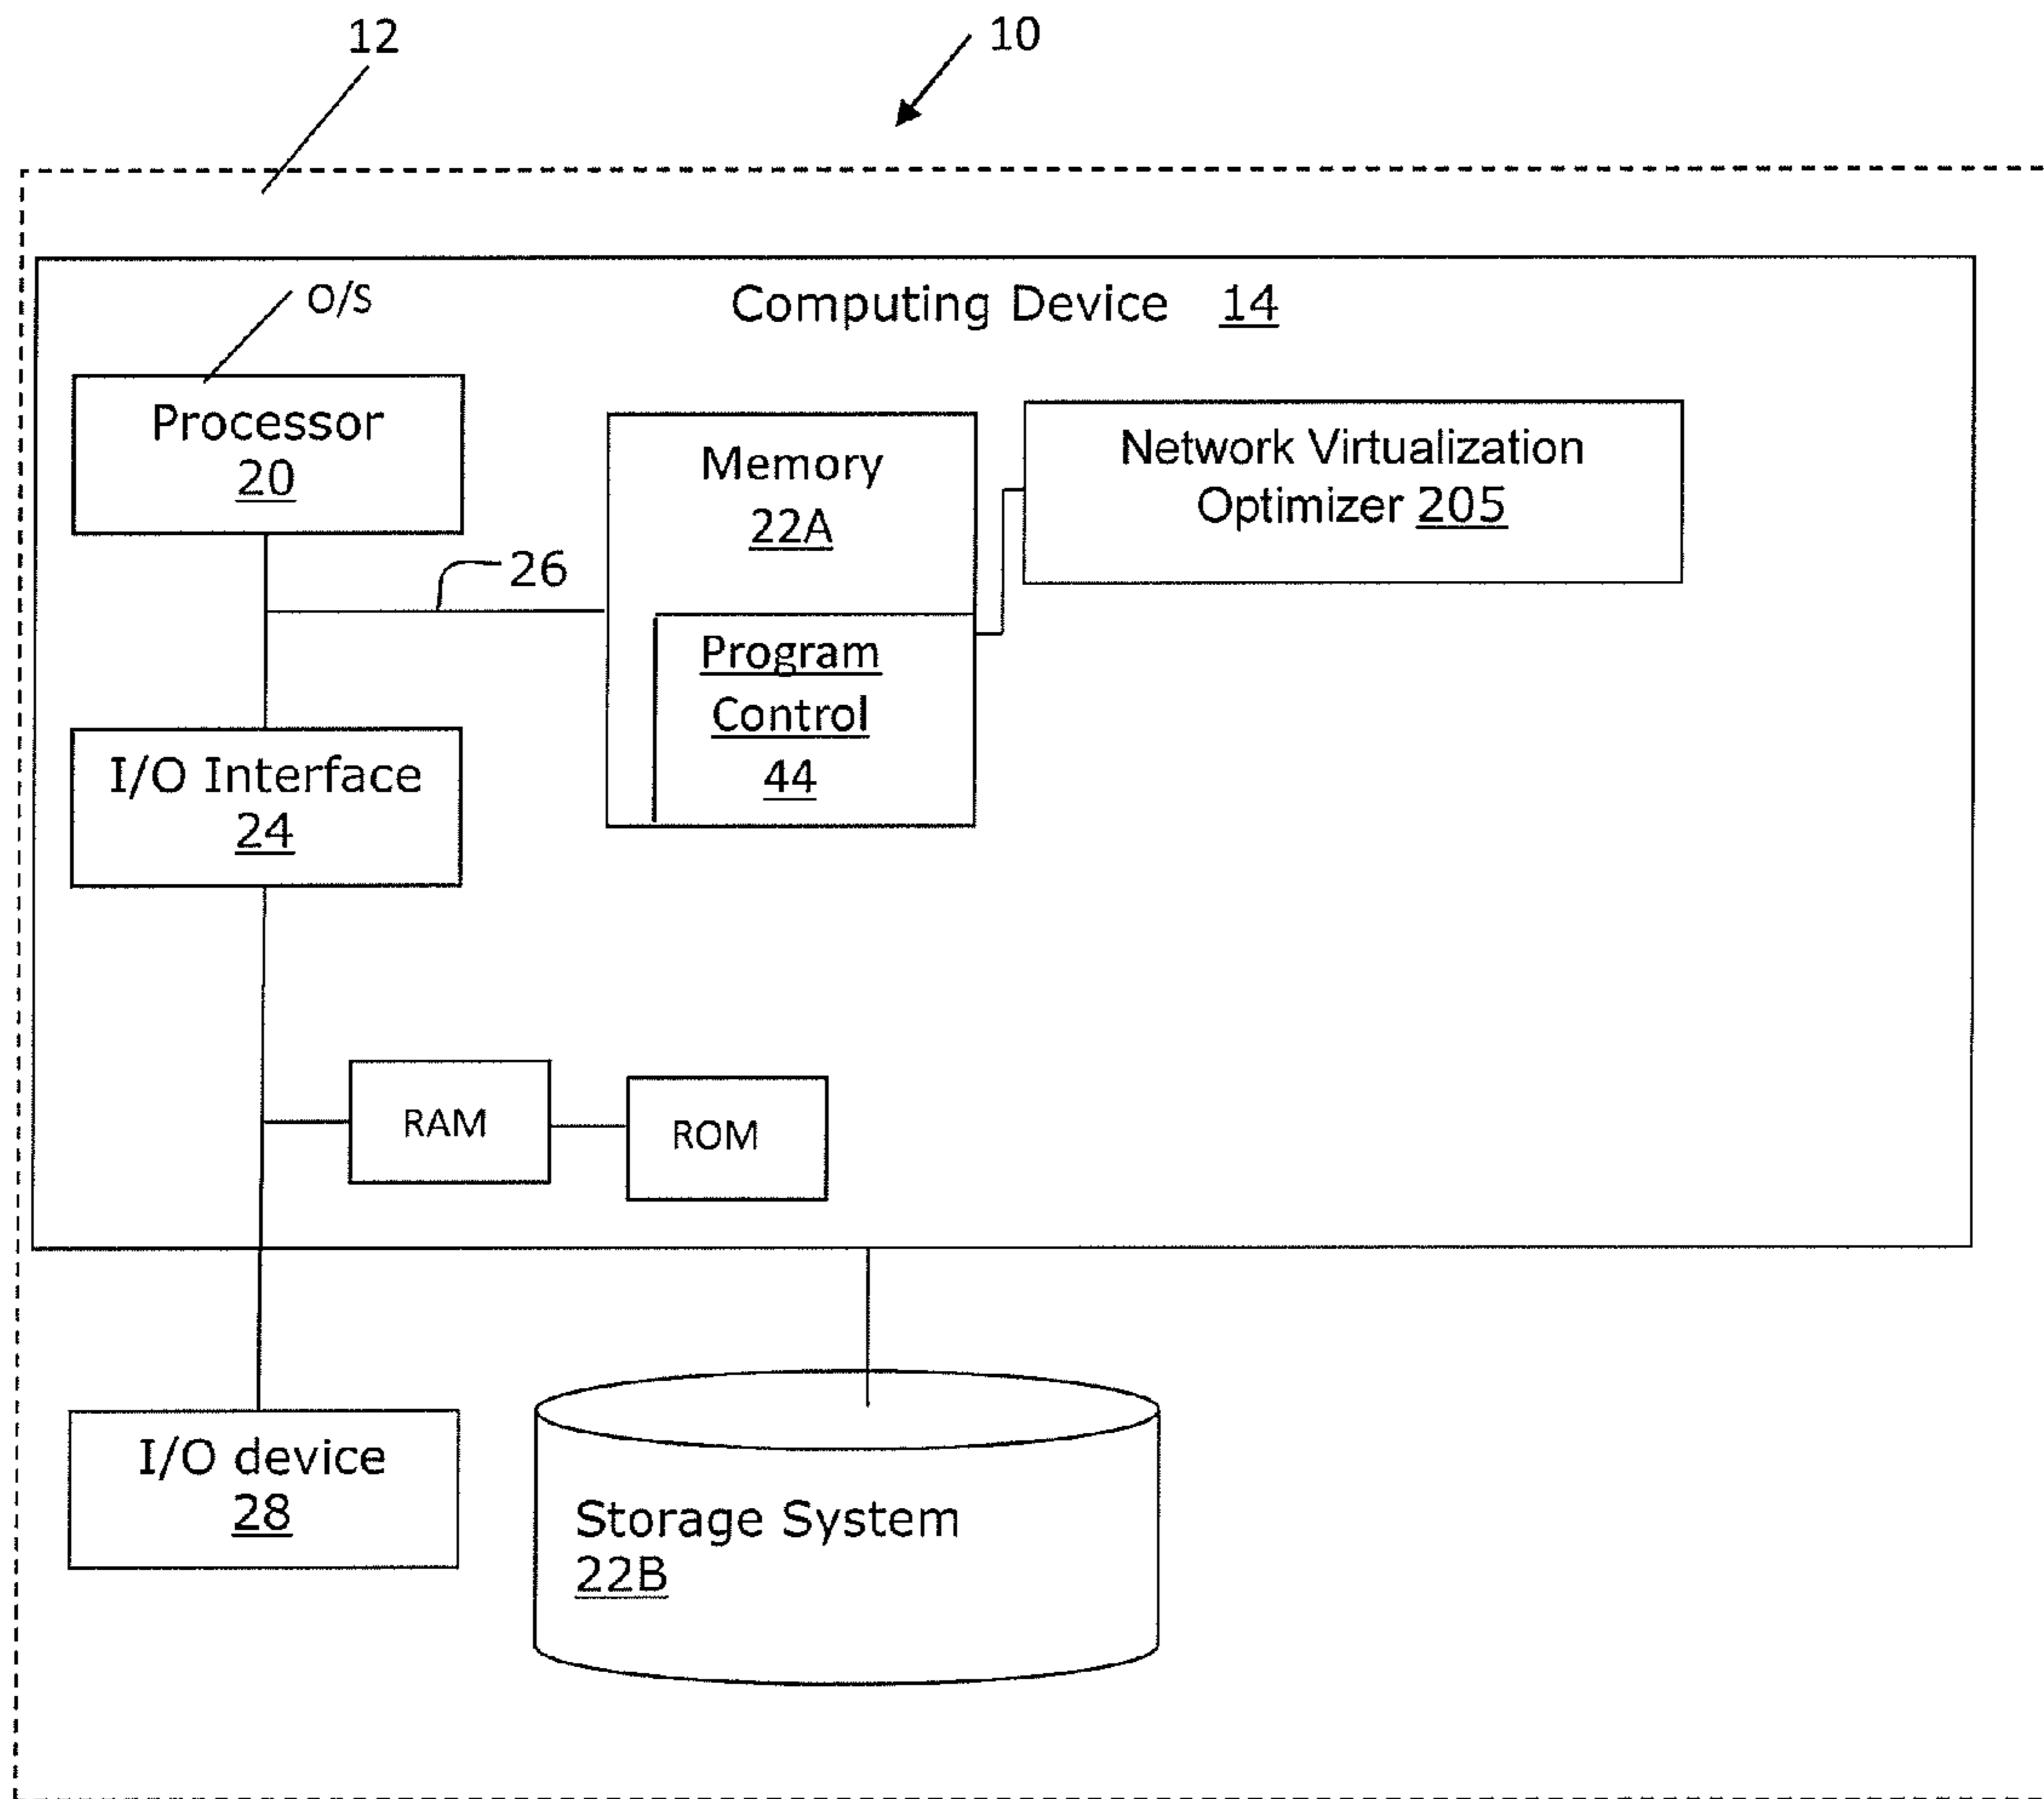 12
10
O/S
Computing Device 14
Processor
20
Memory
22A
Network Virtualization
Optimizer 205
26
Program
Control
44
I/O Interface
24
RAM
ROM
I/O device
28
Storage System
22B